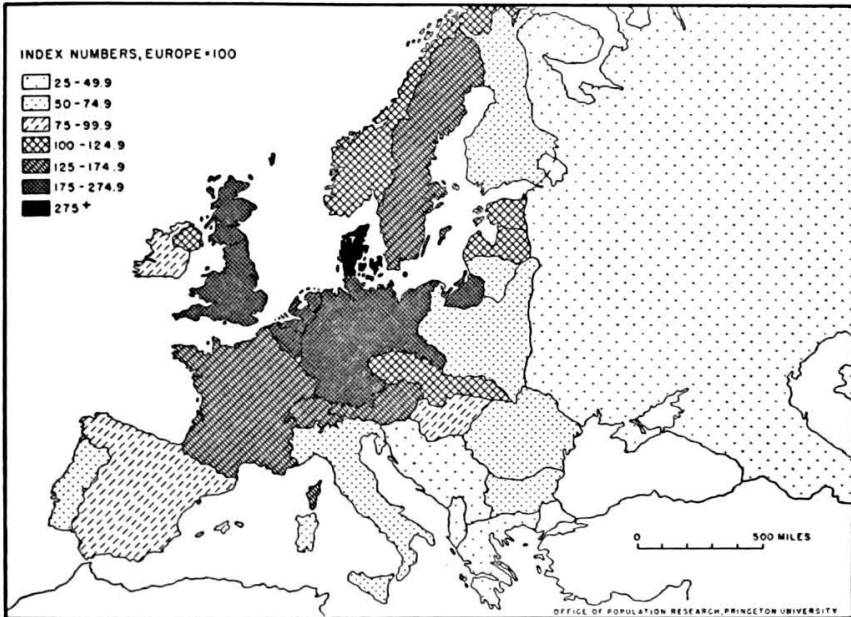 INDEX NUMBERS, EUROPE=100
25-49.9
50-74.9
75-99.9
100-124.9
125-174.9
175-274.9
275+
0 500 MILES
OFFICE OF POPULATION RESEARCH, PRINCETON UNIVERSITY